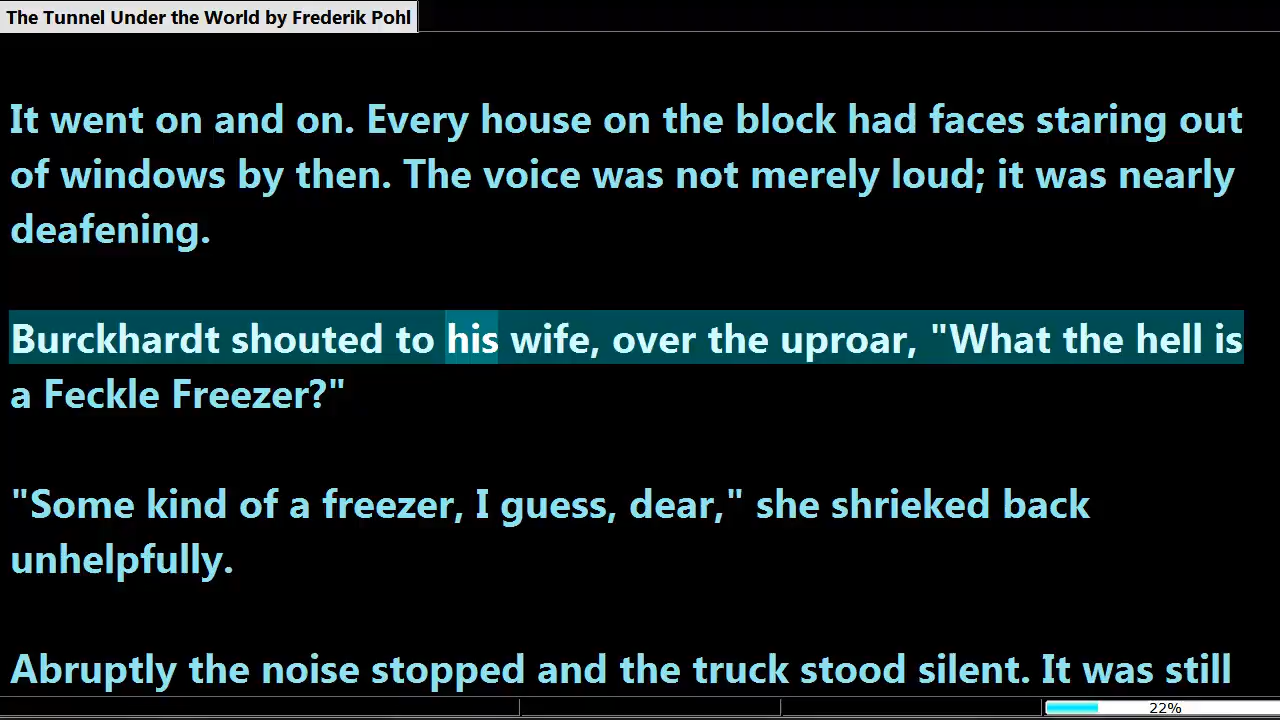 The Tunnel Under the World by Frederik Pohl
It went on and on. Every house on the block had faces staring out
of windows by then. The voice was not merely loud; it was nearly
deafening.
Burckhardt shouted to his wife, over the uproar, "What the hell is
a Feckle Freezer?"
"Some kind of a freezer, I guess, dear," she shrieked back
unhelpfully.
Abruptly the noise stopped and the truck stood silent. It was still
22%